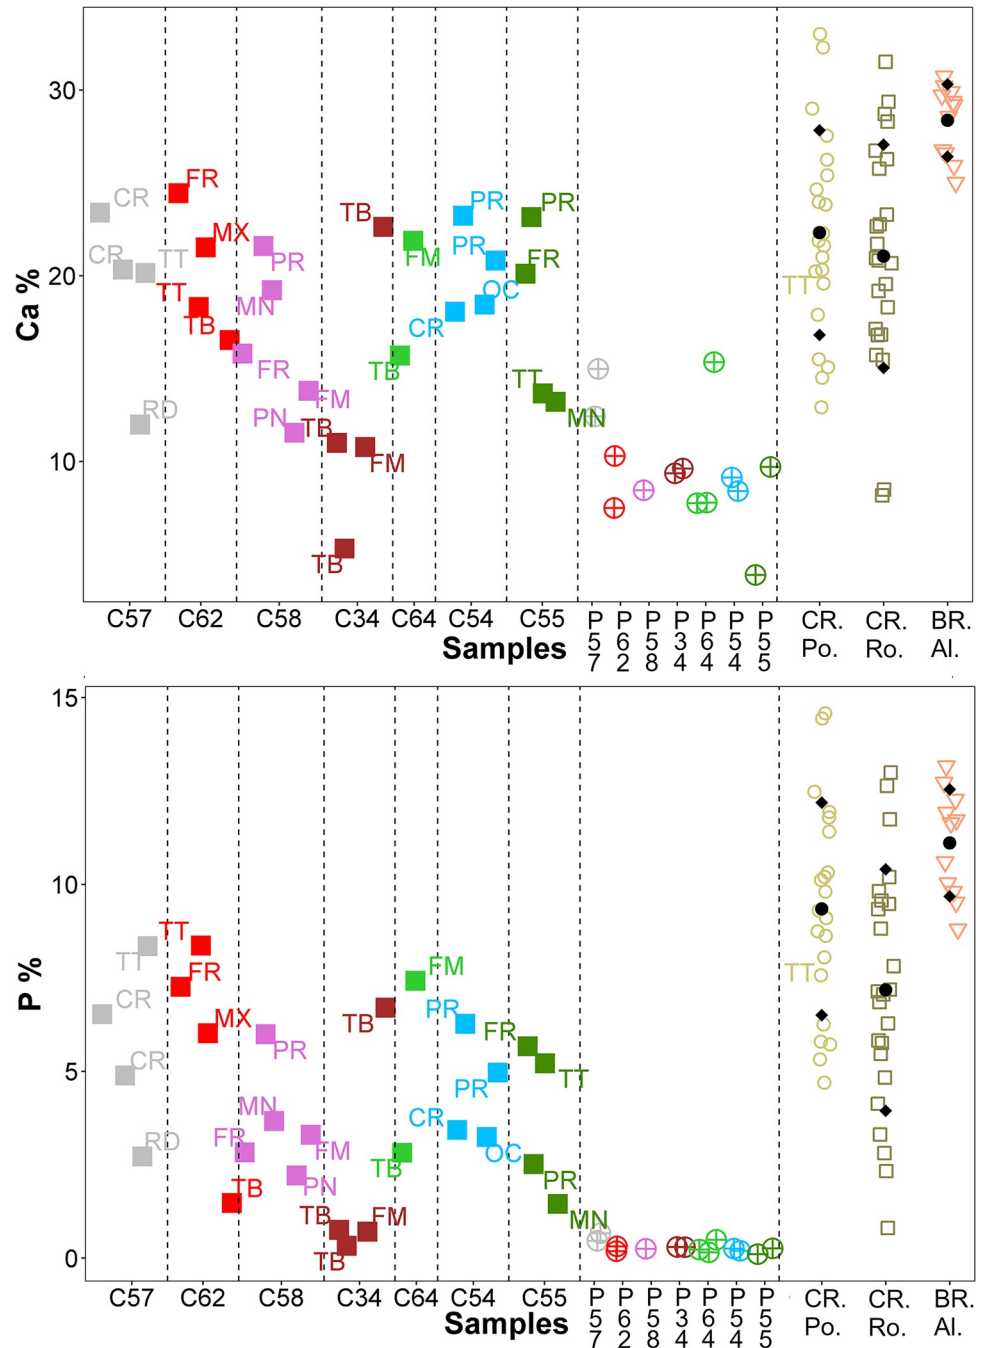 30
FR
CR
PR
PR
TB
MX
PR
PR
CR
TT
FM
FR
20
TT
MN
OC
TT
TB
CR
FR
TB
TT
RD
PN
FM
TB
MN
FM
10
TB
Ca %
C57 C62 C58 C34 C64 C54 C55 P57 P62 P58 P34 P64 P54 P55 CR. Po. CR. Ro. BR. Al.
Samples
15
10
TT
TT
FR
FM
TT
CR
MX
TB
PR
FR
PR
5
CR
PR
TT
MN
CR
RD
FR
FM
TB
OC
TB
PN
PR
TB
FM
MN
TB
0
P %
C57 C62 C58 C34 C64 C54 C55 P57 P62 P58 P34 P64 P54 P55 CR. Po. CR. Ro. BR. Al.
Samples